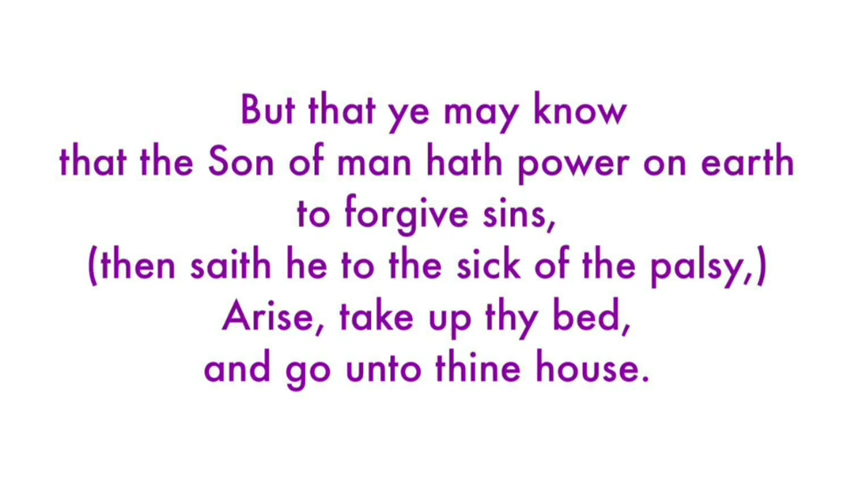 But that ye may know
that the Son of man hath power on earth
to forgive sins,
(then saith he to the sick of the palsy,)
Arise, take up thy bed,
and go unto thine house.